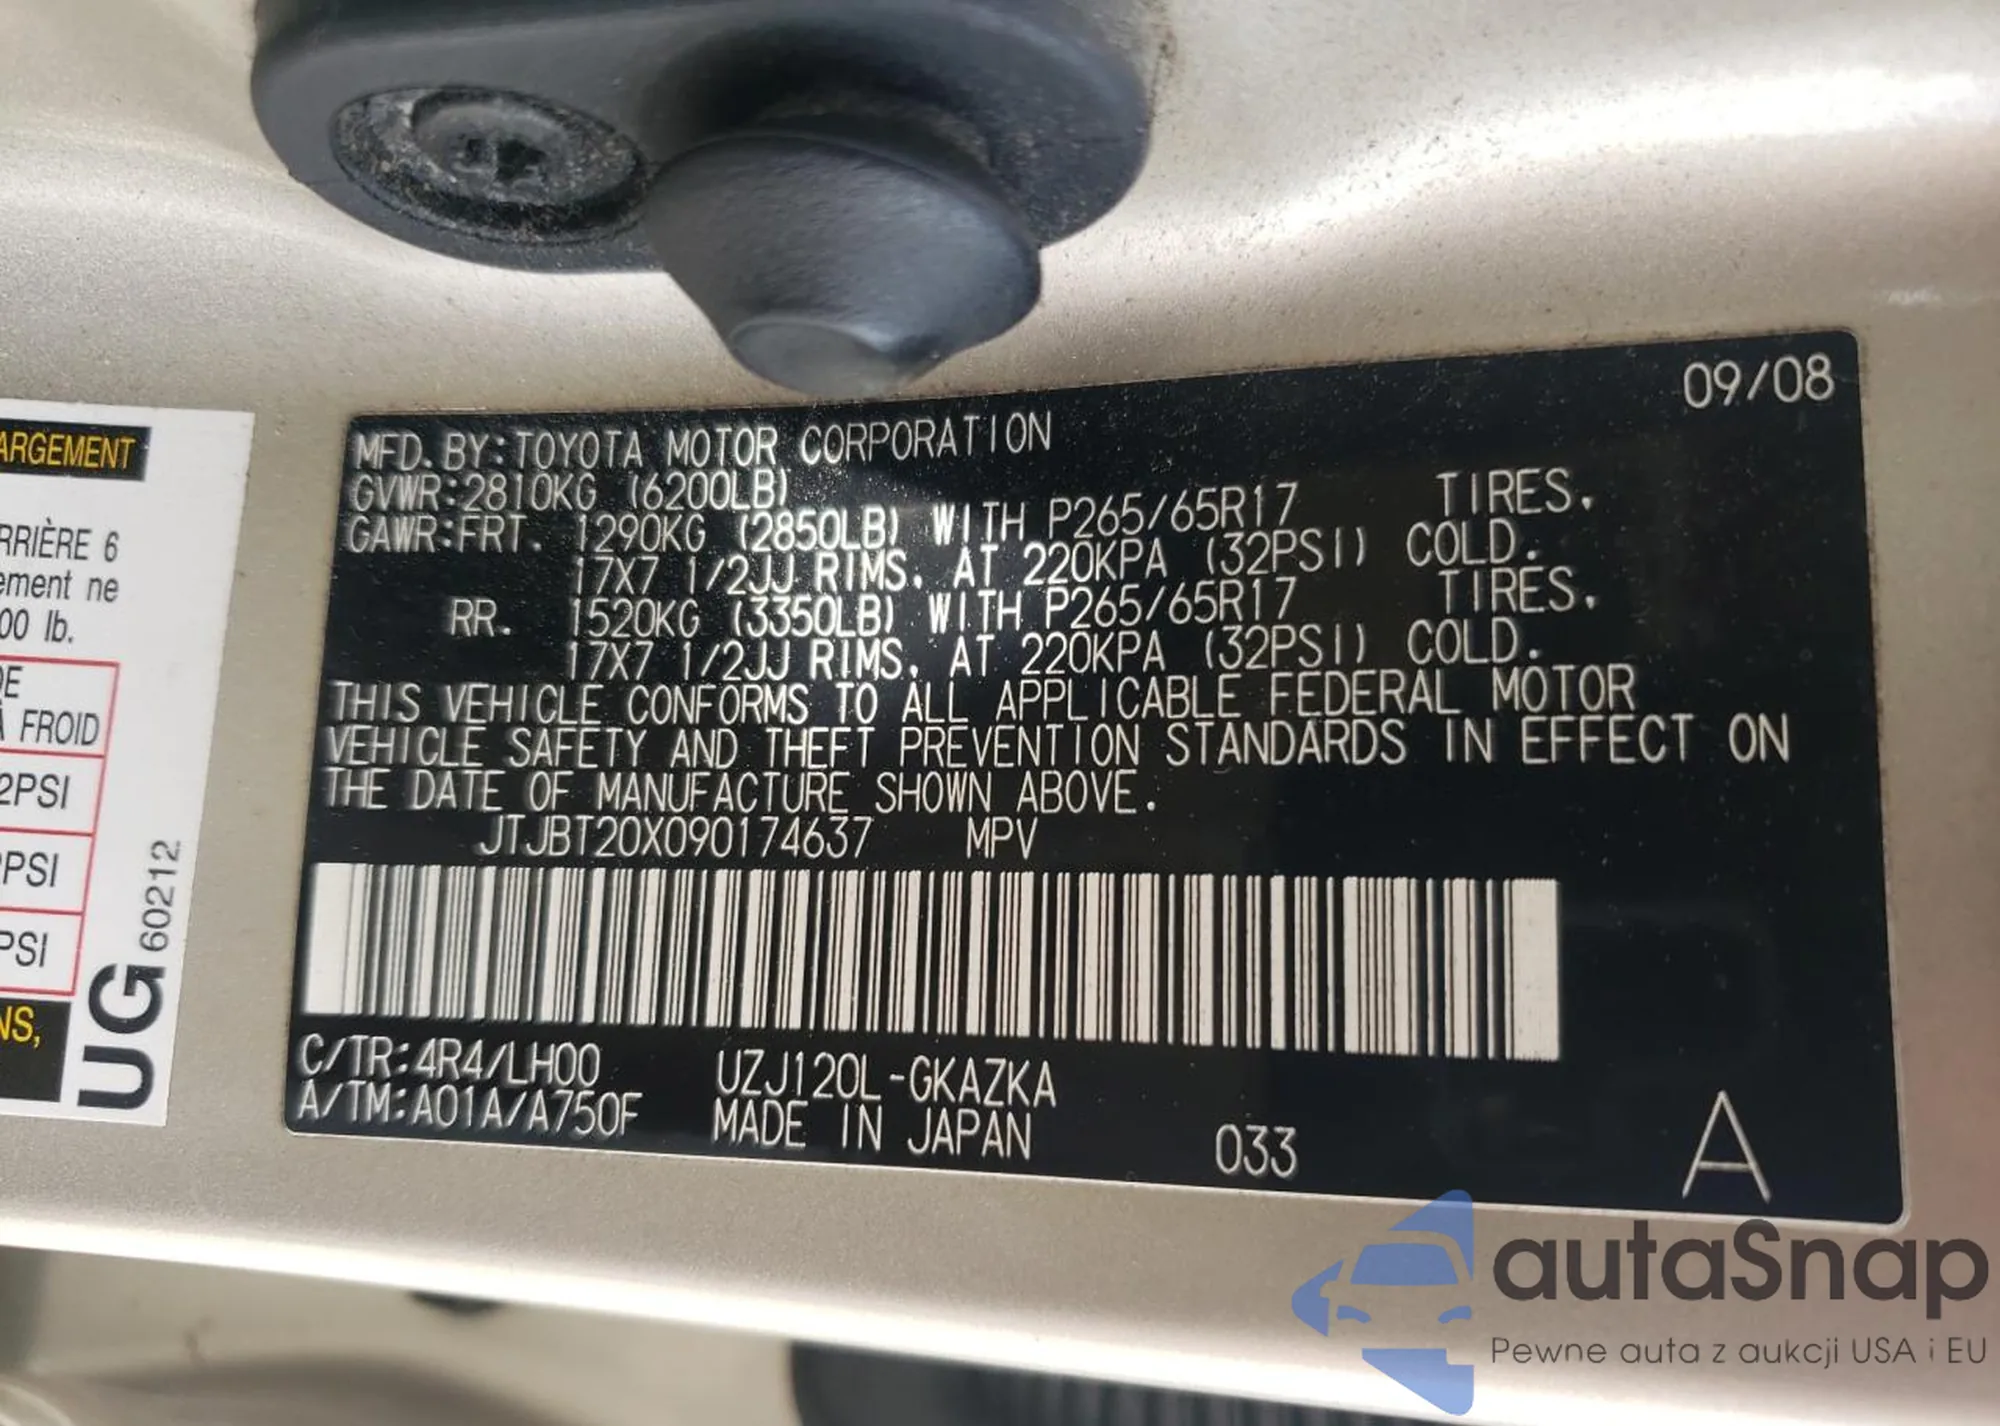 ARGEMENT
RRIÈRE 6
ement ne
00 lb.
DE
À FROID
2PSI
PSI
PSI
NS,
UG 60212
09/08
MFD. BY: TOYOTA MOTOR CORPORATION
GVWR: 2810KG (6200LB)
GAWR: FRT. 1290KG (2850LB) WITH P265/65R17 TIRES,
17X7 1/2JJ RIMS, AT 220KPA (32PSI) COLD.
RR. 1520KG (3350LB) WITH P265/65R17 TIRES,
17X7 1/2JJ RIMS, AT 220KPA (32PSI) COLD.
THIS VEHICLE CONFORMS TO ALL APPLICABLE FEDERAL MOTOR
VEHICLE SAFETY AND THEFT PREVENTION STANDARDS IN EFFECT ON
THE DATE OF MANUFACTURE SHOWN ABOVE.
JTJBT20X090174637 MPV
C/TR: 4R4/LH00 UZJ120L-GKAZKA
A/TM: A01A/A750F MADE IN JAPAN
033
A
autaSnap
Pewne auta z aukcji USA i EU